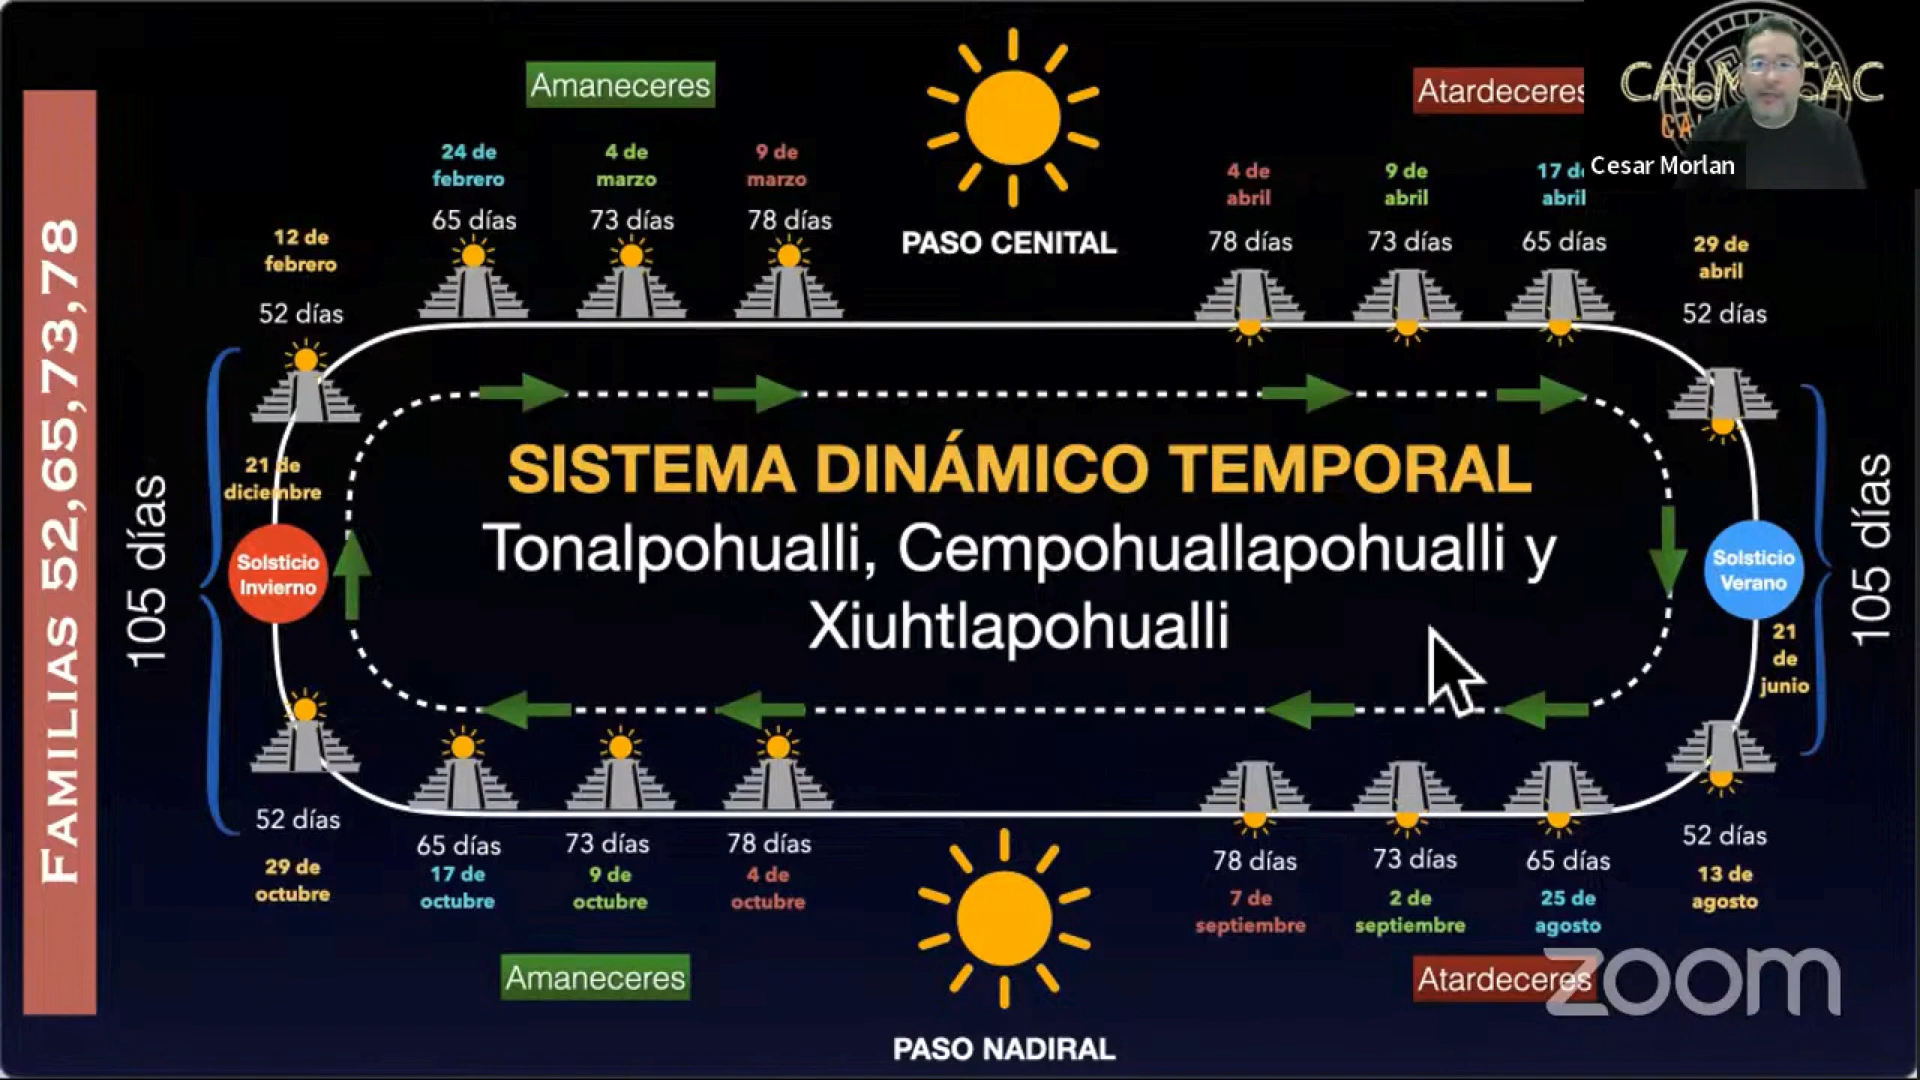 FAMILIAS 52,65,73,78
Amaneceres
Atardeceres
CALM CAC
CA
Cesar Morlan
24 de
febrero
65 días
4 de
marzo
73 días
9 de
marzo
78 días
PASO CENITAL
4 de
abril
78 días
9 de
abril
73 días
17 de
abril
65 días
12 de
febrero
52 días
29 de
abril
52 días
105 días
21 de
diciembre
Solsticio
Invierno
SISTEMA DINÁMICO TEMPORAL
Tonalpohualli, Cempohuallapohualli y
Xiuhtlapohualli
Solsticio
Verano
21
de
junio
105 días
52 días
29 de
octubre
65 días
17 de
octubre
73 días
9 de
octubre
78 días
4 de
octubre
78 días
7 de
septiembre
73 días
2 de
septiembre
65 días
25 de
agosto
52 días
13 de
agosto
Amaneceres
PASO NADIRAL
Atardeceres
zoom